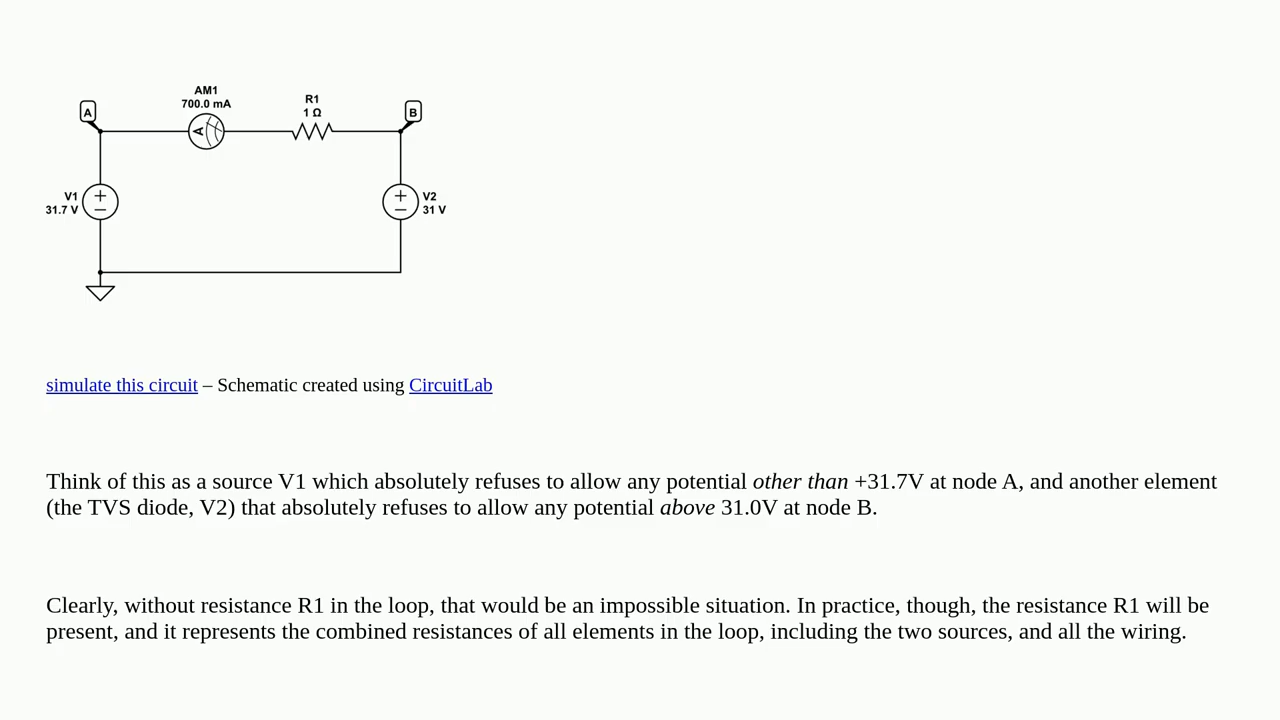 AM1
700.0 mA
R1
1 Ω
A
B
A
V1
31.7 V
+
−
+
−
V2
31 V
simulate this circuit – Schematic created using CircuitLab
Think of this as a source V1 which absolutely refuses to allow any potential other than +31.7V at node A, and another element
(the TVS diode, V2) that absolutely refuses to allow any potential above 31.0V at node B.
Clearly, without resistance R1 in the loop, that would be an impossible situation. In practice, though, the resistance R1 will be
present, and it represents the combined resistances of all elements in the loop, including the two sources, and all the wiring.